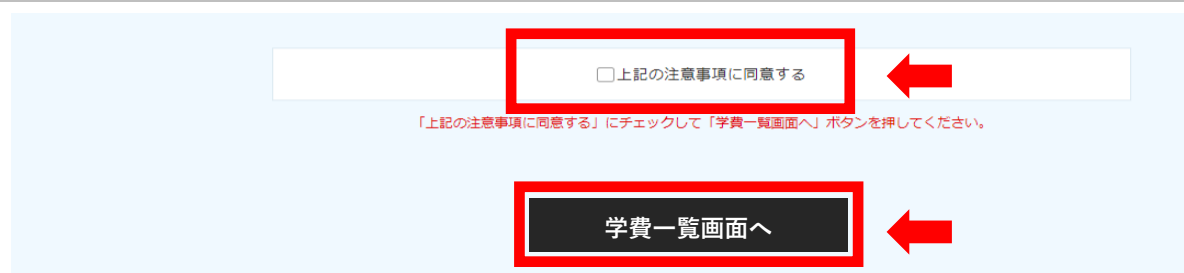 上記の注意事項に同意する
「上記の注意事項に同意する」にチェックして「学費一覧画面へ」ボタンを押してください。
学費一覧画面へ